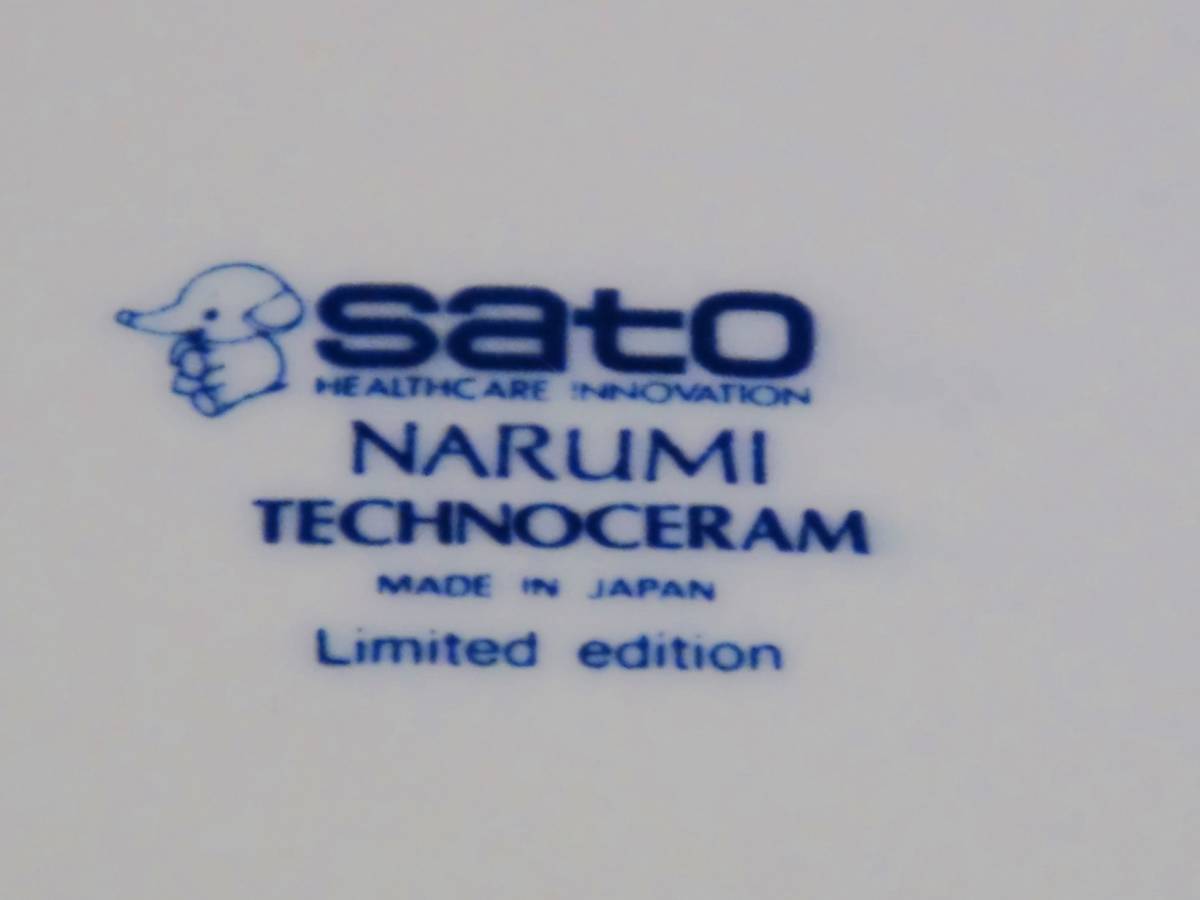 sato
HEALTHCARE INNOVATION
NARUMI
TECHNOCERAM
MADE IN JAPAN
Limited edition